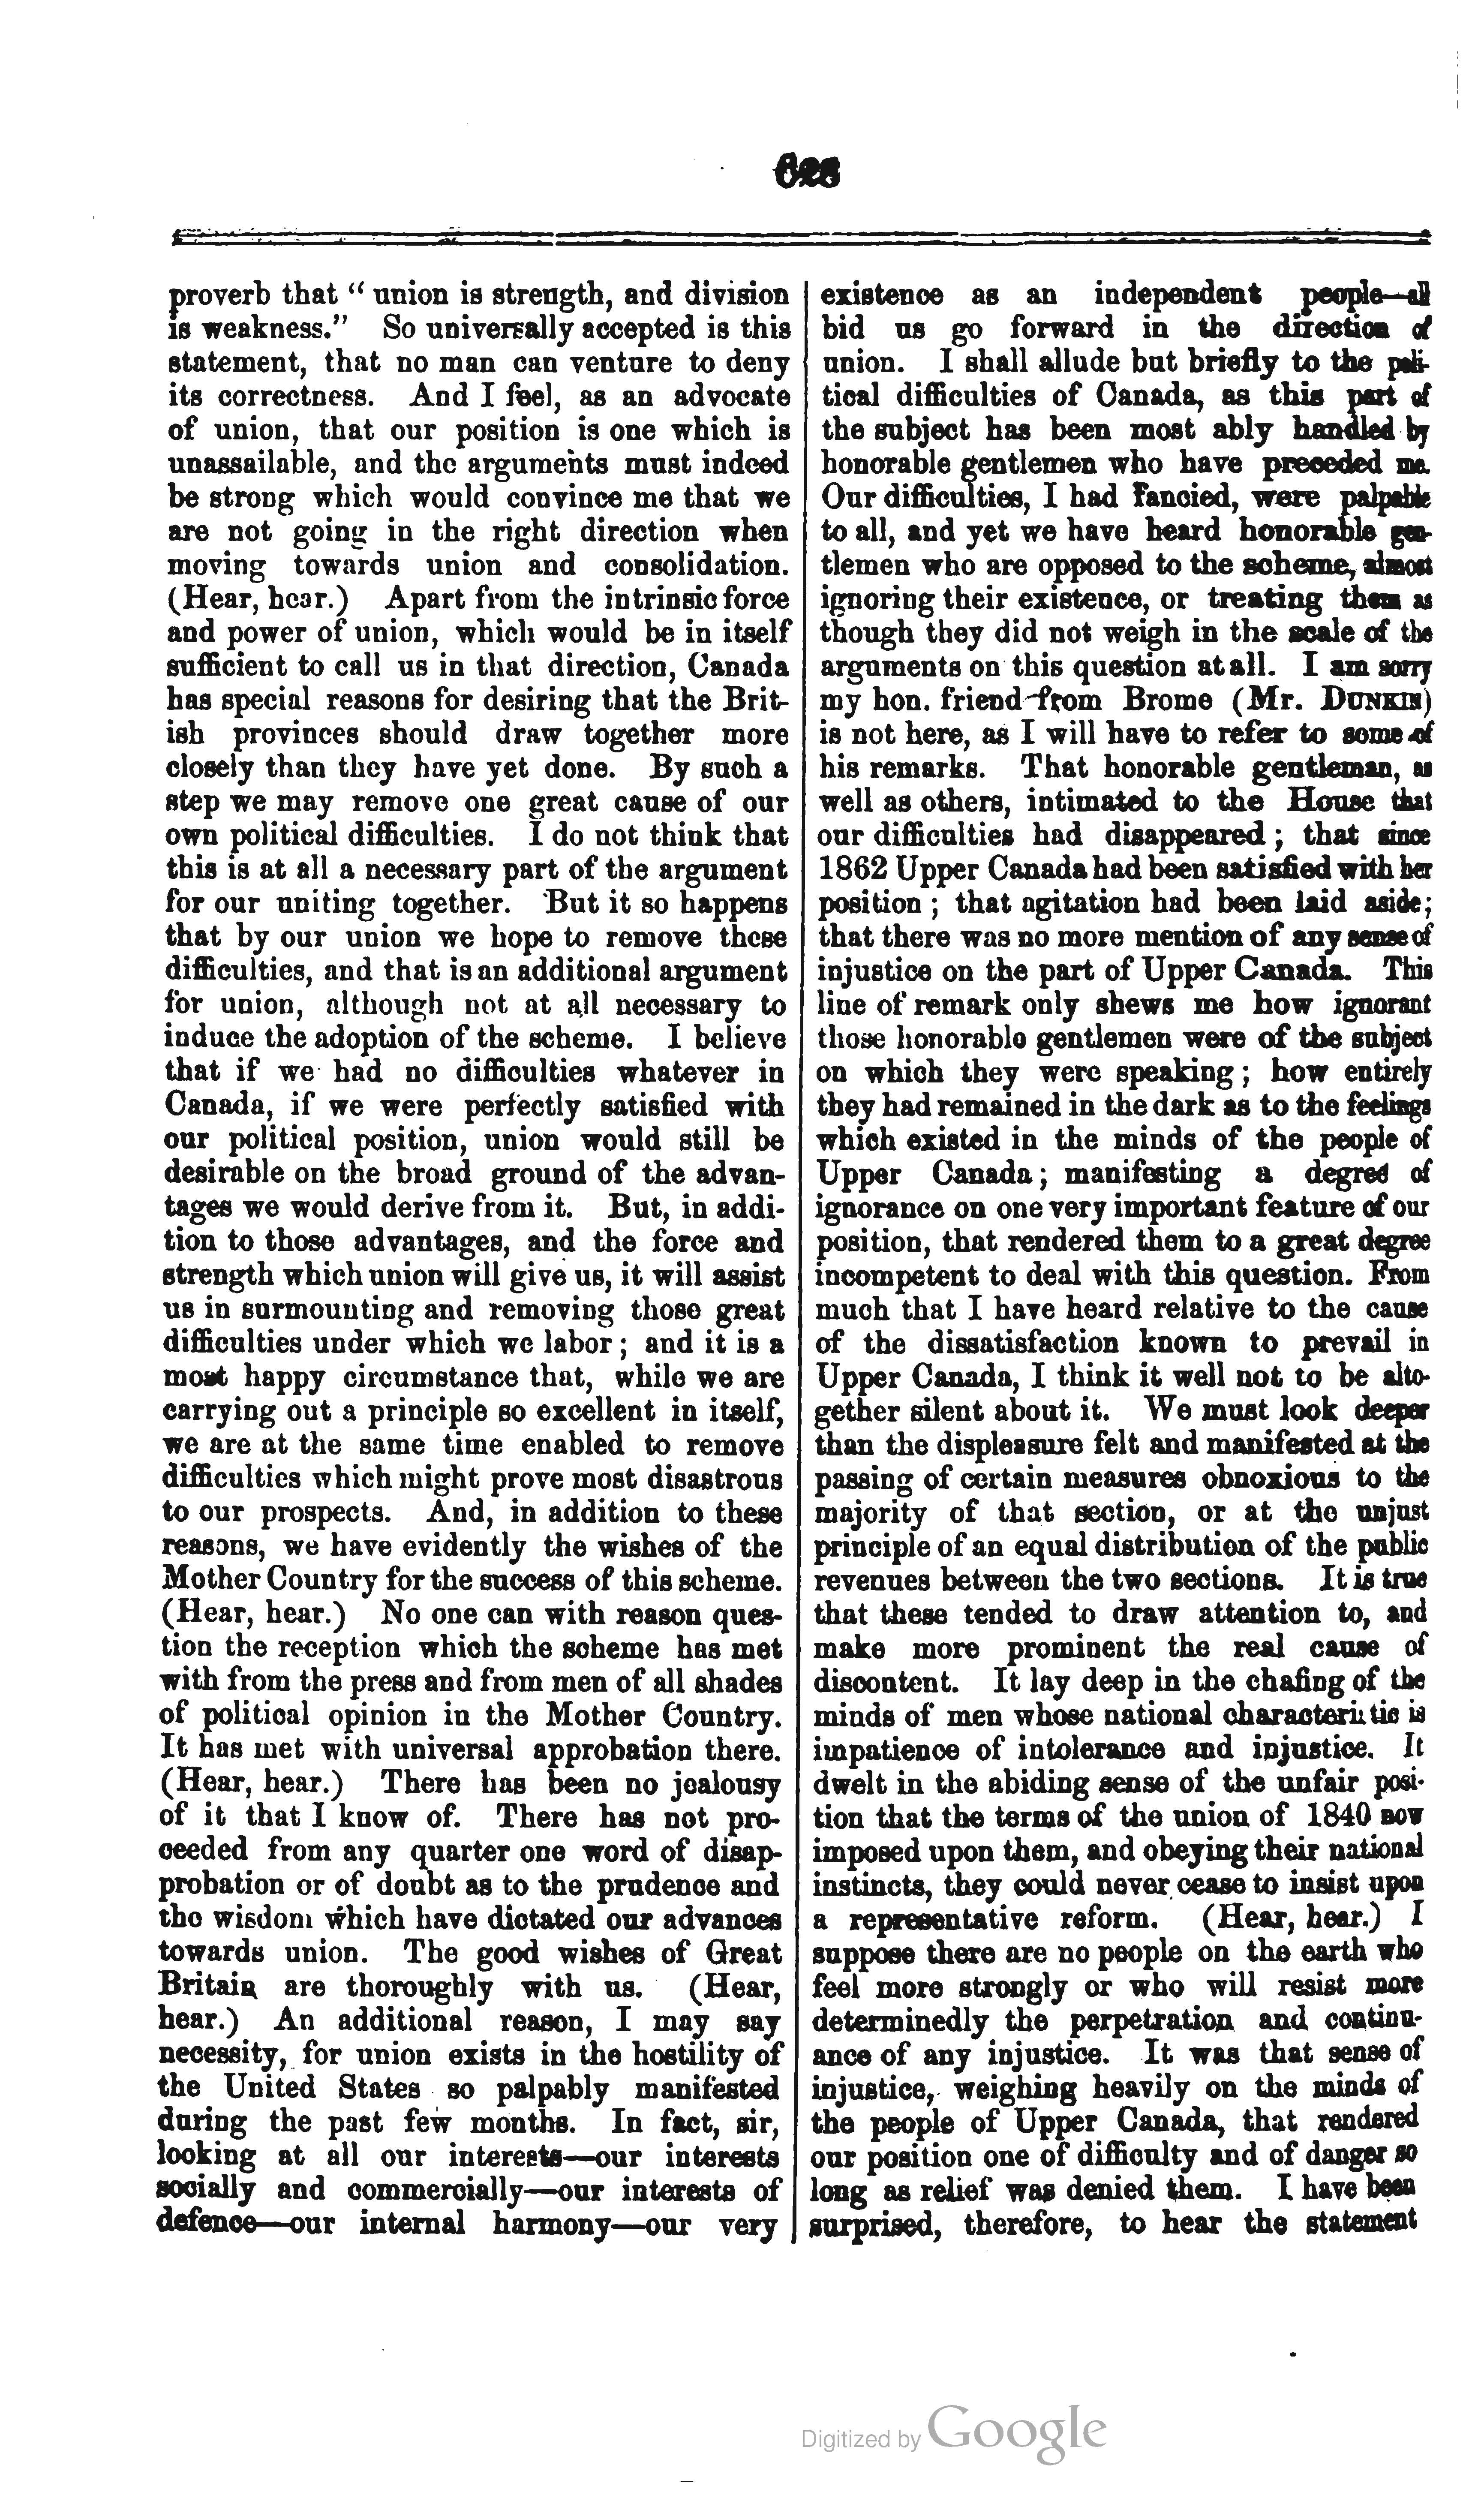 628
proverb that " union is strength, and division
is weakness." So universally accepted is this
statement, that no man can venture to deny
its correctness. And I feel, as an advocate
of union, that our position is one which is
unassailable, and the arguments must indeed
be strong which would convince me that we
are not going in the right direction when
moving towards union and consolidation.
(Hear, hear.) Apart from the intrinsic force
and power of union, which would be in itself
sufficient to call us in that direction, Canada
has special reasons for desiring that the Brit-
ish provinces should draw together more
closely than they have yet done. By such a
step we may remove one great cause of our
own political difficulties. I do not think that
this is at all a necessary part of the argument
for our uniting together. But it so happens
that by our union we hope to remove these
difficulties, and that is an additional argument
for union, although not at all necessary to
induce the adoption of the scheme. I believe
that if we had no difficulties whatever in
Canada, if we were perfectly satisfied with
our political position, union would still be
desirable on the broad ground of the advan-
tages we would derive from it. But, in addi-
tion to those advantages, and the force and
strength which union will give us, it will assist
us in surmounting and removing those great
difficulties under which we labor; and it is a
most happy circumstance that, while we are
carrying out a principle so excellent in itself,
we are at the same time enabled to remove
difficulties which might prove most disastrous
to our prospects. And, in addition to these
reasons, we have evidently the wishes of the
Mother Country for the success of this scheme.
(Hear, hear.) No one can with reason ques-
tion the reception which the scheme has met
with from the press and from men of all shades
of political opinion in the Mother Country.
It has met with universal approbation there.
(Hear, hear.) There has been no jealousy
of it that I know of. There has not pro-
ceeded from any quarter one word of disap-
probation or of doubt as to the prudence and
the wisdom which have dictated our advances
towards union. The good wishes of Great
Britain are thoroughly with us. (Hear,
hear.) An additional reason, I may say
necessity, for union exists in the hostility of
the United States so palpably manifested
during the past few months. In fact, sir,
looking at all our interests—our interests
socially and commercially—our interests of
defence—our internal harmony—our very
existence as an independent people—all
bid us go forward in the direction of
union. I shall allude but briefly to the poli-
tical difficulties of Canada, as this part of
the subject has been most ably handled by
honorable gentlemen who have preceded me.
Our difficulties, I had fancied, were palpable
to all, and yet we have heard honorable gen-
tlemen who are opposed to the scheme, almost
ignoring their existence, or treating them as
though they did not weigh in the scale of the
arguments on this question at all. I am sorry
my hon. friend from Brome (Mr. DUNKIN)
is not here, as I will have to refer to some of
his remarks. That honorable gentleman, as
well as others, intimated to the House that
our difficulties had disappeared; that since
1862 Upper Canada had been satisfied with her
position; that agitation had been laid aside;
that there was no more mention of any sense of
injustice on the part of Upper Canada. This
line of remark only shews me how ignorant
those honorable gentlemen were of the subject
on which they were speaking; how entirely
they had remained in the dark as to the feelings
which existed in the minds of the people of
Upper Canada; manifesting a degree of
ignorance on one very important feature of our
position, that rendered them to a great degree
incompetent to deal with this question. From
much that I have heard relative to the cause
of the dissatisfaction known to prevail in
Upper Canada, I think it well not to be alto-
gether silent about it. We must look deeper
than the displeasure felt and manifested at the
passing of certain measures obnoxious to the
majority of that section, or at the unjust
principle of an equal distribution of the public
revenues between the two sections. It is true
that these tended to draw attention to, and
make more prominent the real cause of
discontent. It lay deep in the chafing of the
minds of men whose national characteristic is
impatience of intolerance and injustice. It
dwelt in the abiding sense of the unfair posi-
tion that the terms of the union of 1840 now
imposed upon them, and obeying their national
instincts, they could never cease to insist upon
a representative reform. (Hear, hear.) I
suppose there are no people on the earth who
feel more strongly or who will resist more
determinedly the perpetration and continu-
ance of any injustice. It was that sense of
injustice, weighing heavily on the minds of
the people of Upper Canada, that rendered
our position one of difficulty and of danger so
long as relief was denied them. I have been
surprised, therefore, to hear the statement
Digitized by Google